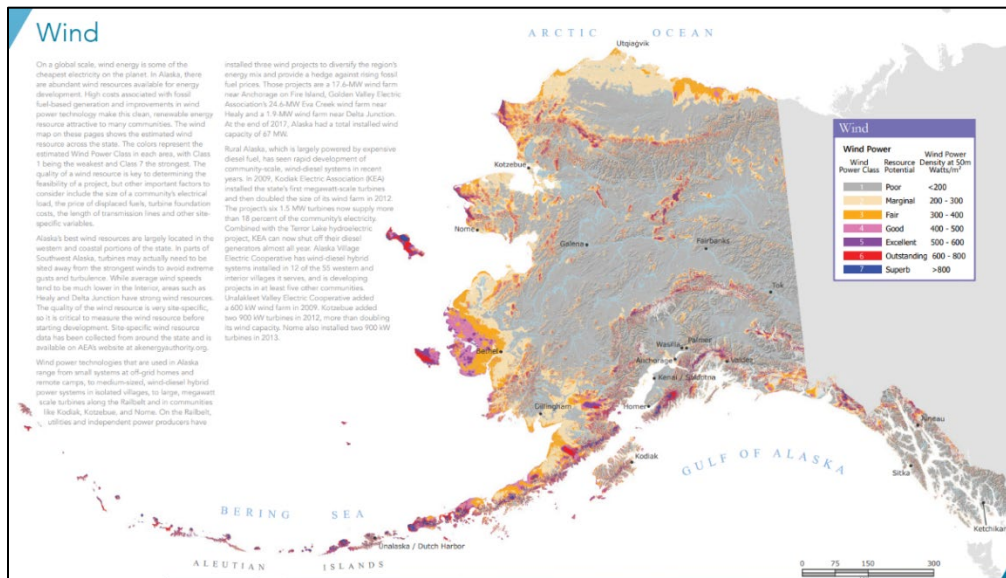 Wind
On a global scale, wind energy is some of the
cheapest electricity on the planet. In Alaska, there
are abundant wind resources available for energy
development. High costs associated with fossil
fuel-based generation and improvements in wind
power technology make this clean, renewable energy
resource attractive to many communities. The wind
map on these pages shows the estimated wind
resource across the state. The colors represent the
estimated Wind Power Class in each area, with Class
1 being the weakest and Class 7 the strongest. The
quality of a wind resource is key to determining the
feasibility of a project, but other important factors to
consider include the size of a community's electrical
load, the price of displaced fuels, turbine foundation
costs, the length of transmission lines and other site-
specific variables.
Alaska's best wind resources are largely located in the
western and coastal portions of the state. In parts of
Southwest Alaska, turbines may actually need to be
sited away from the strongest winds to avoid extreme
gusts and turbulence. While average wind speeds
tend to be much lower in the Interior, areas such as
Healy and Delta Junction have strong wind resources.
The quality of the wind resource is very site-specific,
so it is critical to measure the wind resource before
starting development. Site-specific wind resource
data has been collected from around the state and is
available on AEA's website at akenergyauthority.org.
Wind power technologies that are used in Alaska
range from small systems at off-grid homes and
remote camps, to medium-sized, wind-diesel hybrid
power systems in isolated villages, to large, megawatt
scale turbines along the Railbelt and in communities
like Kodiak, Kotzebue, and Nome. On the Railbelt,
utilities and independent power producers have
installed three wind projects to diversify the region's
energy mix and provide a hedge against rising fossil
fuel prices. Those projects are a 17.6-MW wind farm
near Anchorage on Fire Island, Golden Valley Electric
Association's 24.6-MW Eva Creek wind farm near
Healy and a 1.9-MW wind farm near Delta Junction.
At the end of 2017, Alaska had a total installed wind
capacity of 67 MW.
Rural Alaska, which is largely powered by expensive
diesel fuel, has seen rapid development of
community-scale, wind-diesel systems in recent
years. In 2009, Kodiak Electric Association (KEA)
installed the state's first megawatt-scale turbines
and then doubled the size of its wind farm in 2012.
The project's six 1.5 MW turbines now supply more
than 18 percent of the community's electricity.
Combined with the Terror Lake hydroelectric
project, KEA can now shut off their diesel
generators almost all year. Alaska Village
Electric Cooperative has wind-diesel hybrid
systems installed in 12 of the 55 western and
interior villages it serves, and is developing
projects in at least five other communities.
Unalakleet Valley Electric Cooperative added
a 600 kW wind farm in 2009. Kotzebue added
two 900 kW turbines in 2012, more than doubling
its wind capacity. Nome also installed two 900 kW
turbines in 2013.
ARCTIC OCEAN
Utqiaġvik
Kotzebue
Nome
Galena
Fairbanks
Tok
Bethel
Wasilla
Palmer
Anchorage
Valdez
Kenai / Soldotna
Dillingham
Homer
Kodiak
Juneau
Sitka
Ketchikan
GULF OF ALASKA
BERING SEA
Unalaska / Dutch Harbor
ALEUTIAN ISLANDS
Wind
Wind Power
Wind Power Class Resource Potential Wind Power Density at 50m Watts/m²
1 Poor <200
2 Marginal 200 - 300
3 Fair 300 - 400
4 Good 400 - 500
5 Excellent 500 - 600
6 Outstanding 600 - 800
7 Superb >800
0 75 150 300